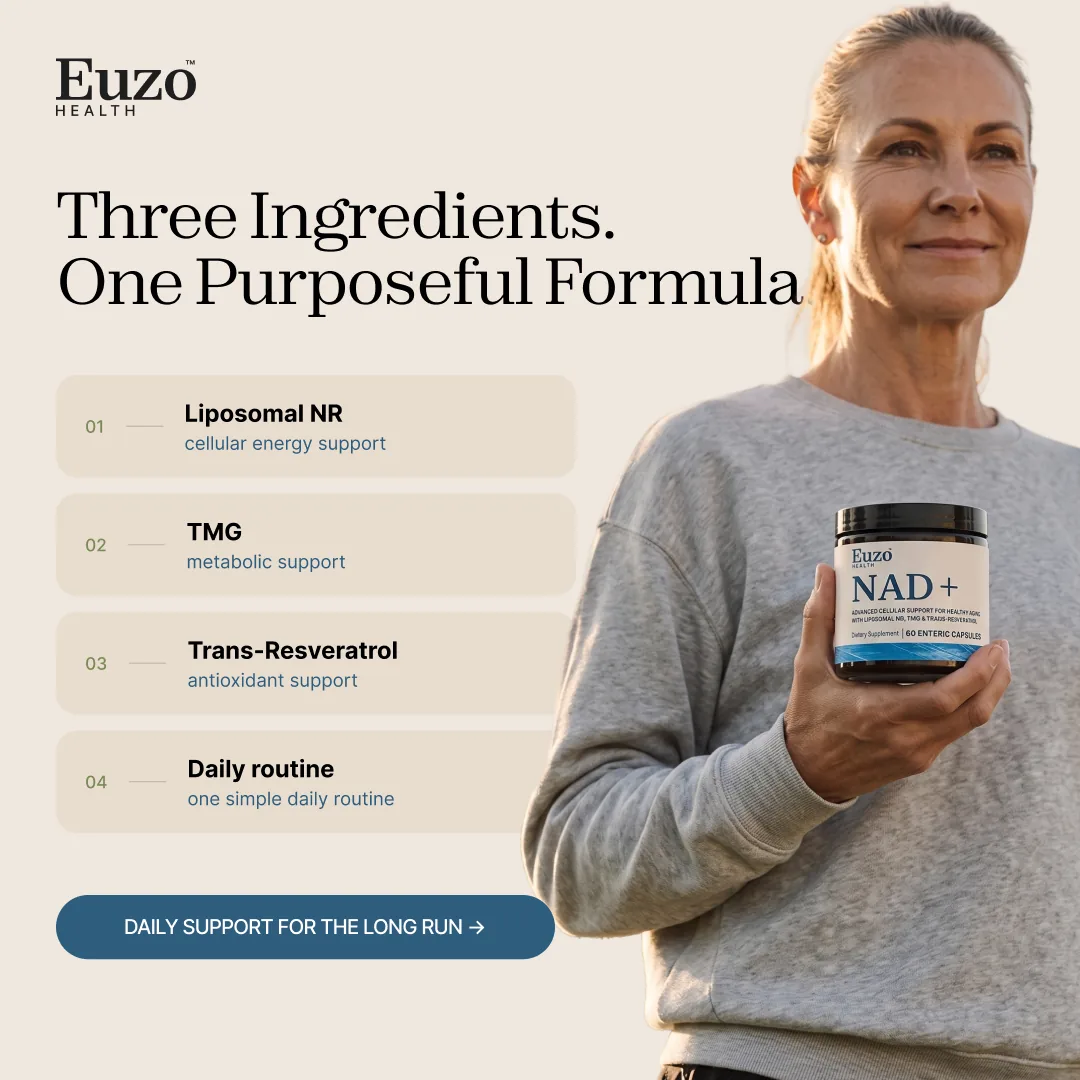 Euzo™
HEALTH
Three Ingredients.
One Purposeful Formula
01
Liposomal NR
cellular energy support
02
TMG
metabolic support
03
Trans-Resveratrol
antioxidant support
04
Daily routine
one simple daily routine
DAILY SUPPORT FOR THE LONG RUN →
Euzo
HEALTH
NAD+
ADVANCED CELLULAR SUPPORT FOR HEALTHY AGING
WITH LIPOSOMAL NR, TMG & TRANS-RESVERATROL
Dietary Supplement | 60 ENTERIC CAPSULES